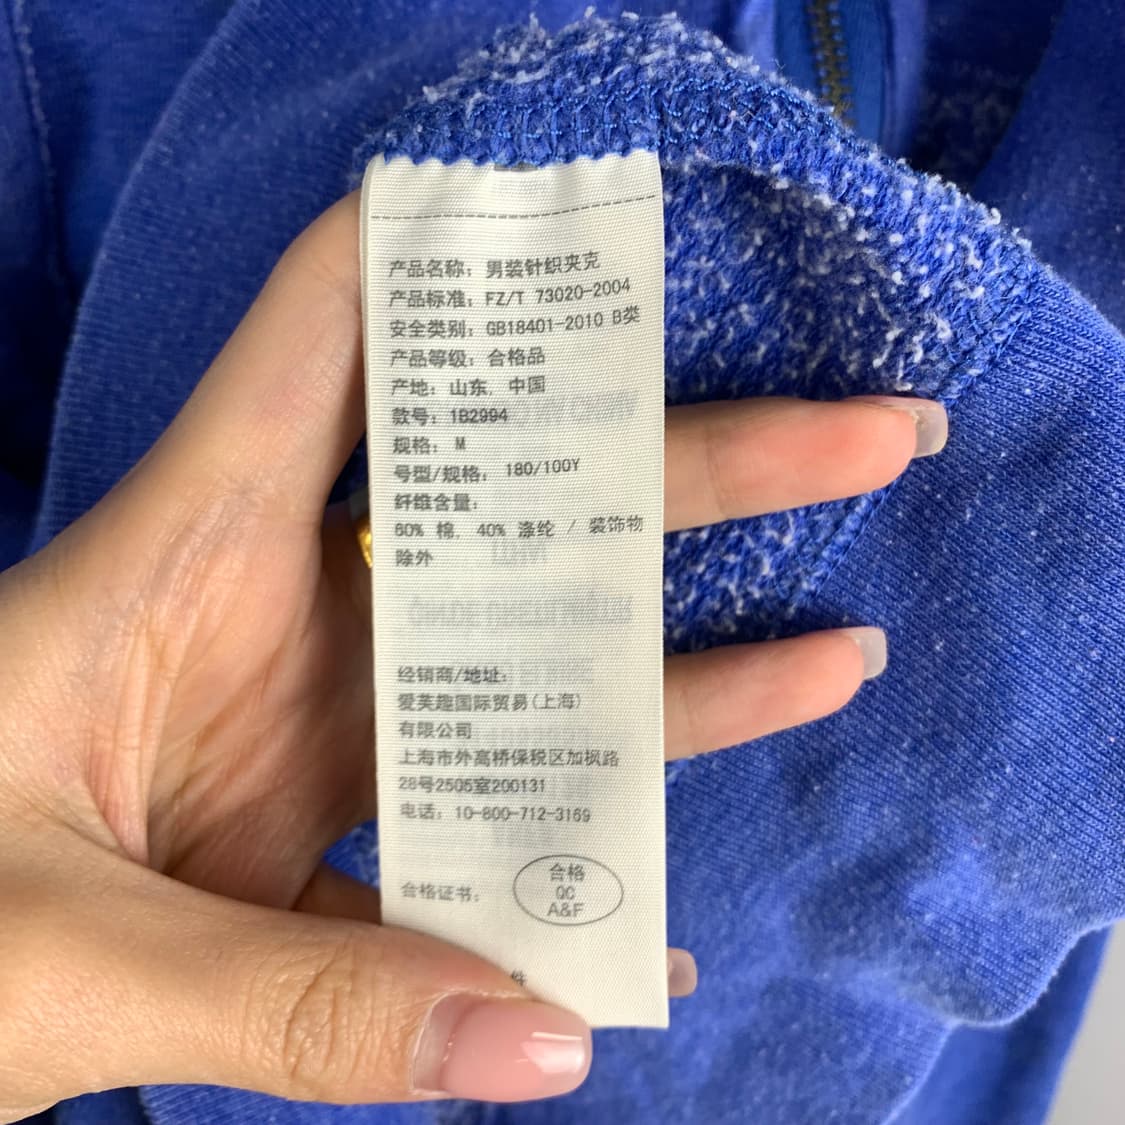 产品名称：男装针织夹克
产品标准：FZ/T 73020-2004
安全类别：GB18401-2010 B类
产品等级：合格品
产地：山东, 中国
款号：1B2994
规格：M
号型/规格：180/100Y
纤维含量：
60% 棉, 40% 涤纶 / 装饰物
除外
经销商/地址：
爱芙趣国际贸易(上海)
有限公司
上海市外高桥保税区加枫路
28号2505室200131
电话：10-800-712-3169
合格证书：
合格
QC
A&F
件